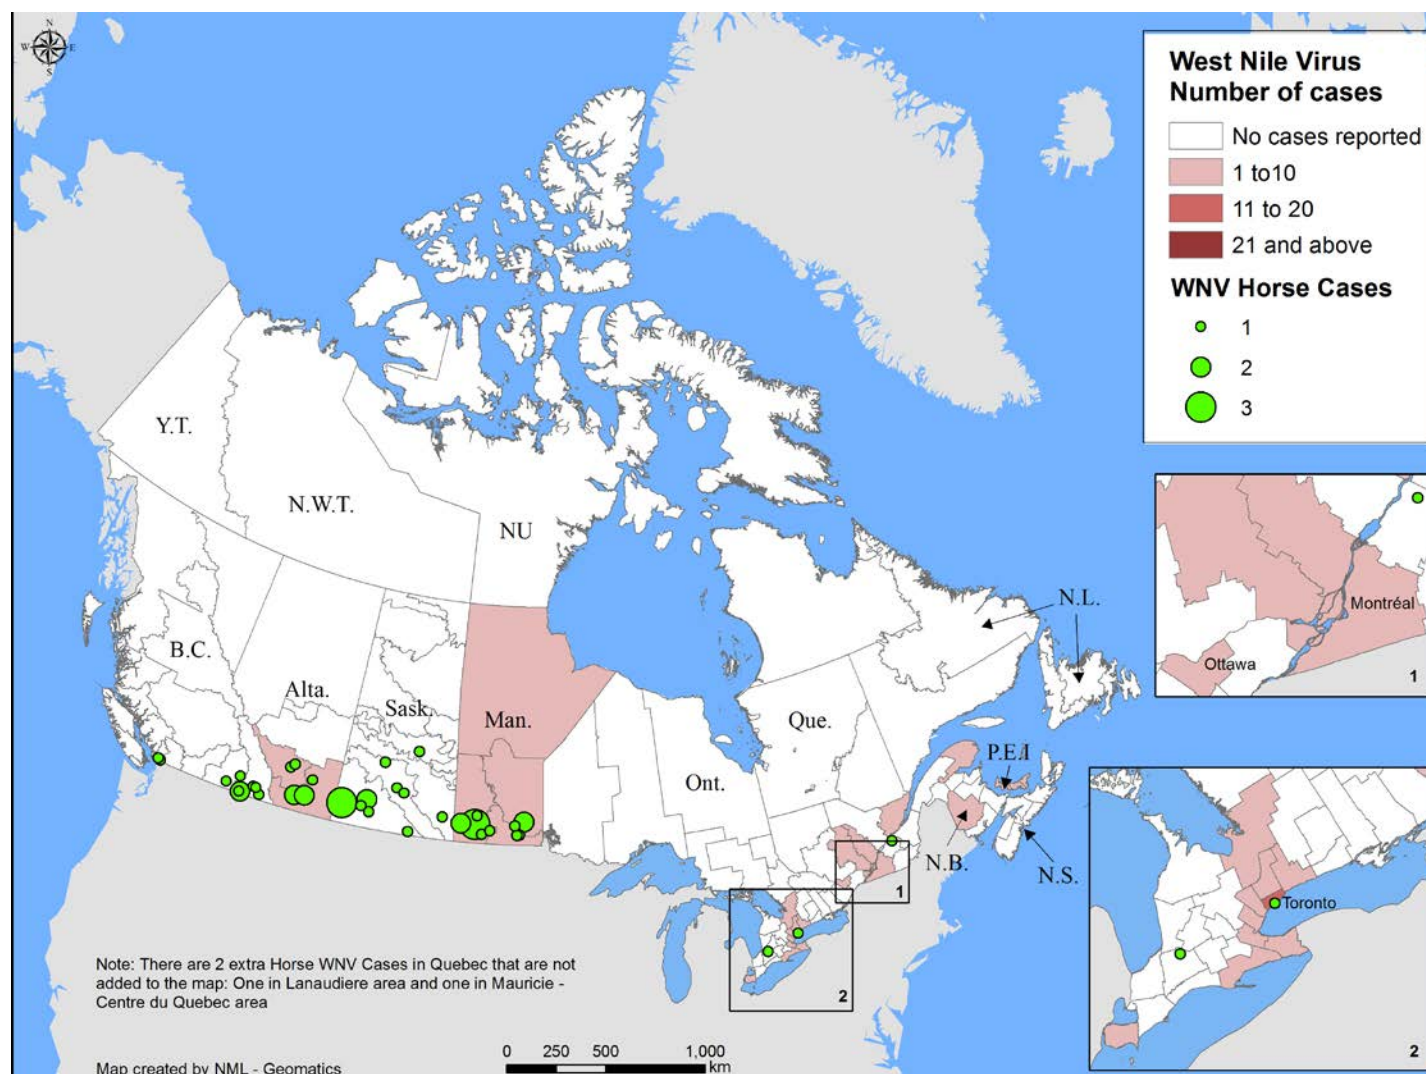 N
W E
S
West Nile Virus
Number of cases
No cases reported
1 to10
11 to 20
21 and above
WNV Horse Cases
1
2
3
Y.T.
N.W.T.
NU
B.C.
Alta.
Sask.
Man.
Ont.
Que.
N.L.
P.E.I
N.B.
N.S.
1
2
Montréal
Ottawa
1
Toronto
2
Note: There are 2 extra Horse WNV Cases in Quebec that are not
added to the map: One in Lanaudiere area and one in Mauricie -
Centre du Quebec area
Map created by NML - Geomatics
0 250 500 1,000
km